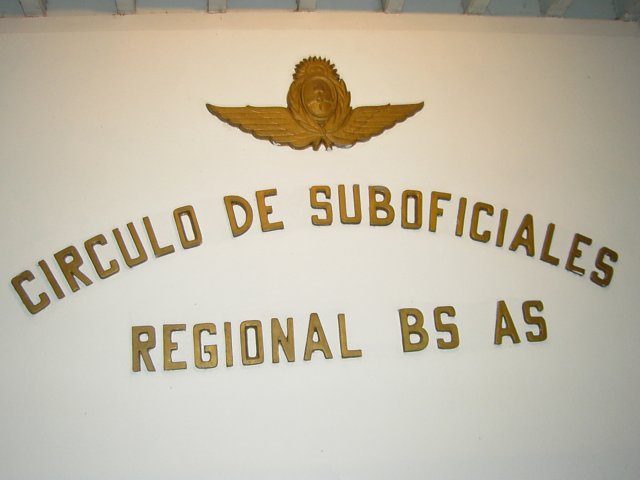 CIRCULO DE SUBOFICIALES
REGIONAL BS AS